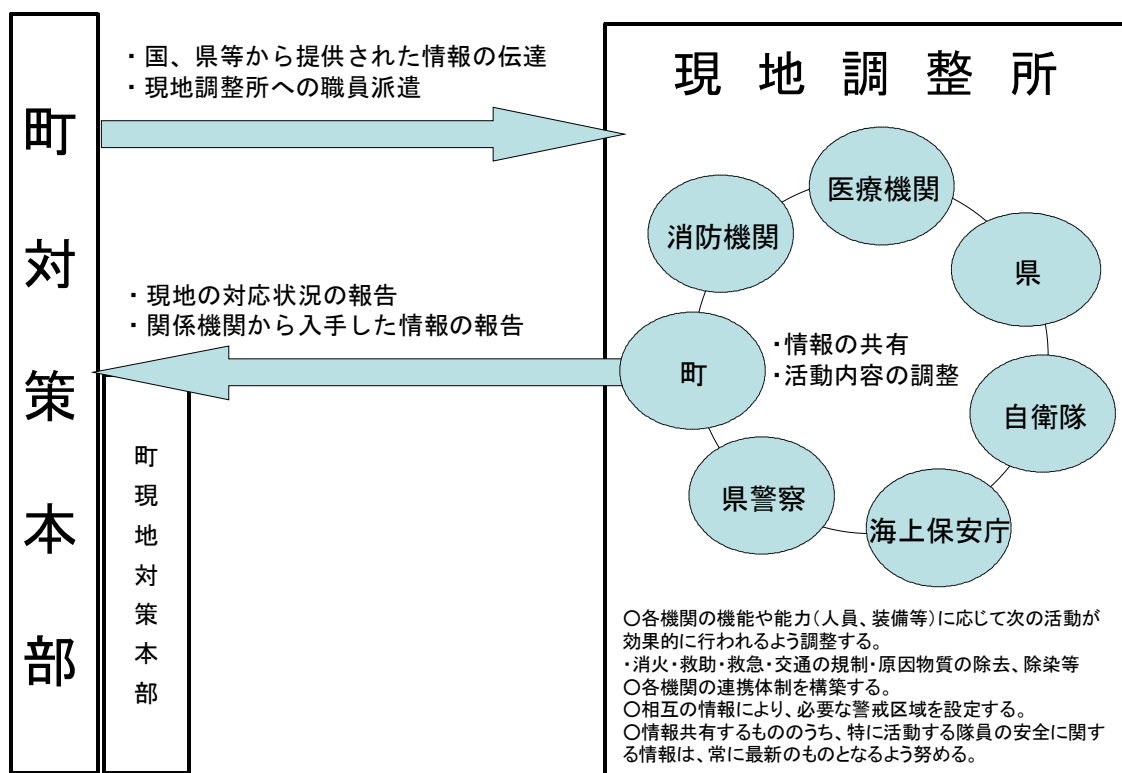 町対策本部
・国、県等から提供された情報の伝達
・現地調整所への職員派遣
・現地の対応状況の報告
・関係機関から入手した情報の報告
町現地対策本部
現地調整所
医療機関
消防機関
県
町
・情報の共有
・活動内容の調整
自衛隊
県警察
海上保安庁
○各機関の機能や能力(人員、装備等)に応じて次の活動が
効果的に行われるよう調整する。
・消火・救助・救急・交通の規制・原因物質の除去、除染等
○各機関の連携体制を構築する。
○相互の情報により、必要な警戒区域を設定する。
○情報共有するもののうち、特に活動する隊員の安全に関す
る情報は、常に最新のものとなるよう努める。